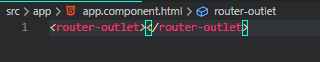 src > app > app.component.html > router-outlet
1 <router-outlet></router-outlet>